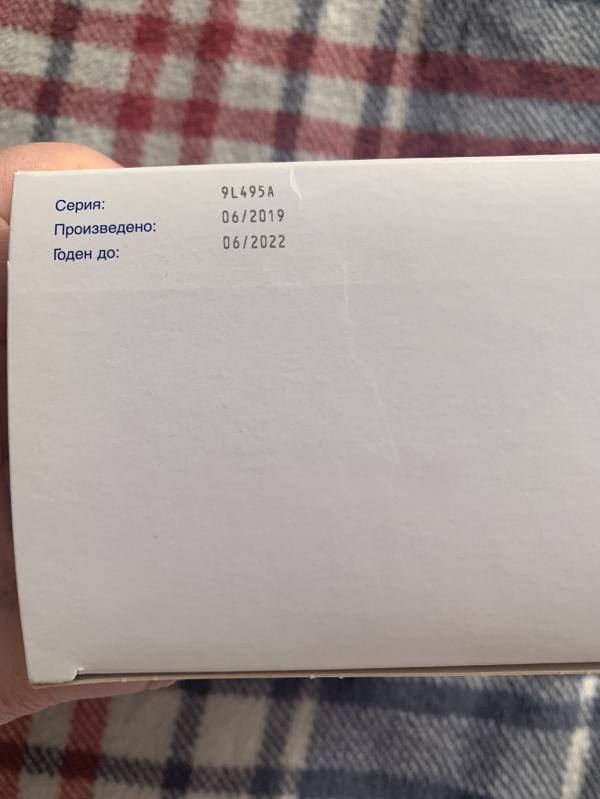 Серия: 9L495A
Произведено: 06/2019
Годен до: 06/2022